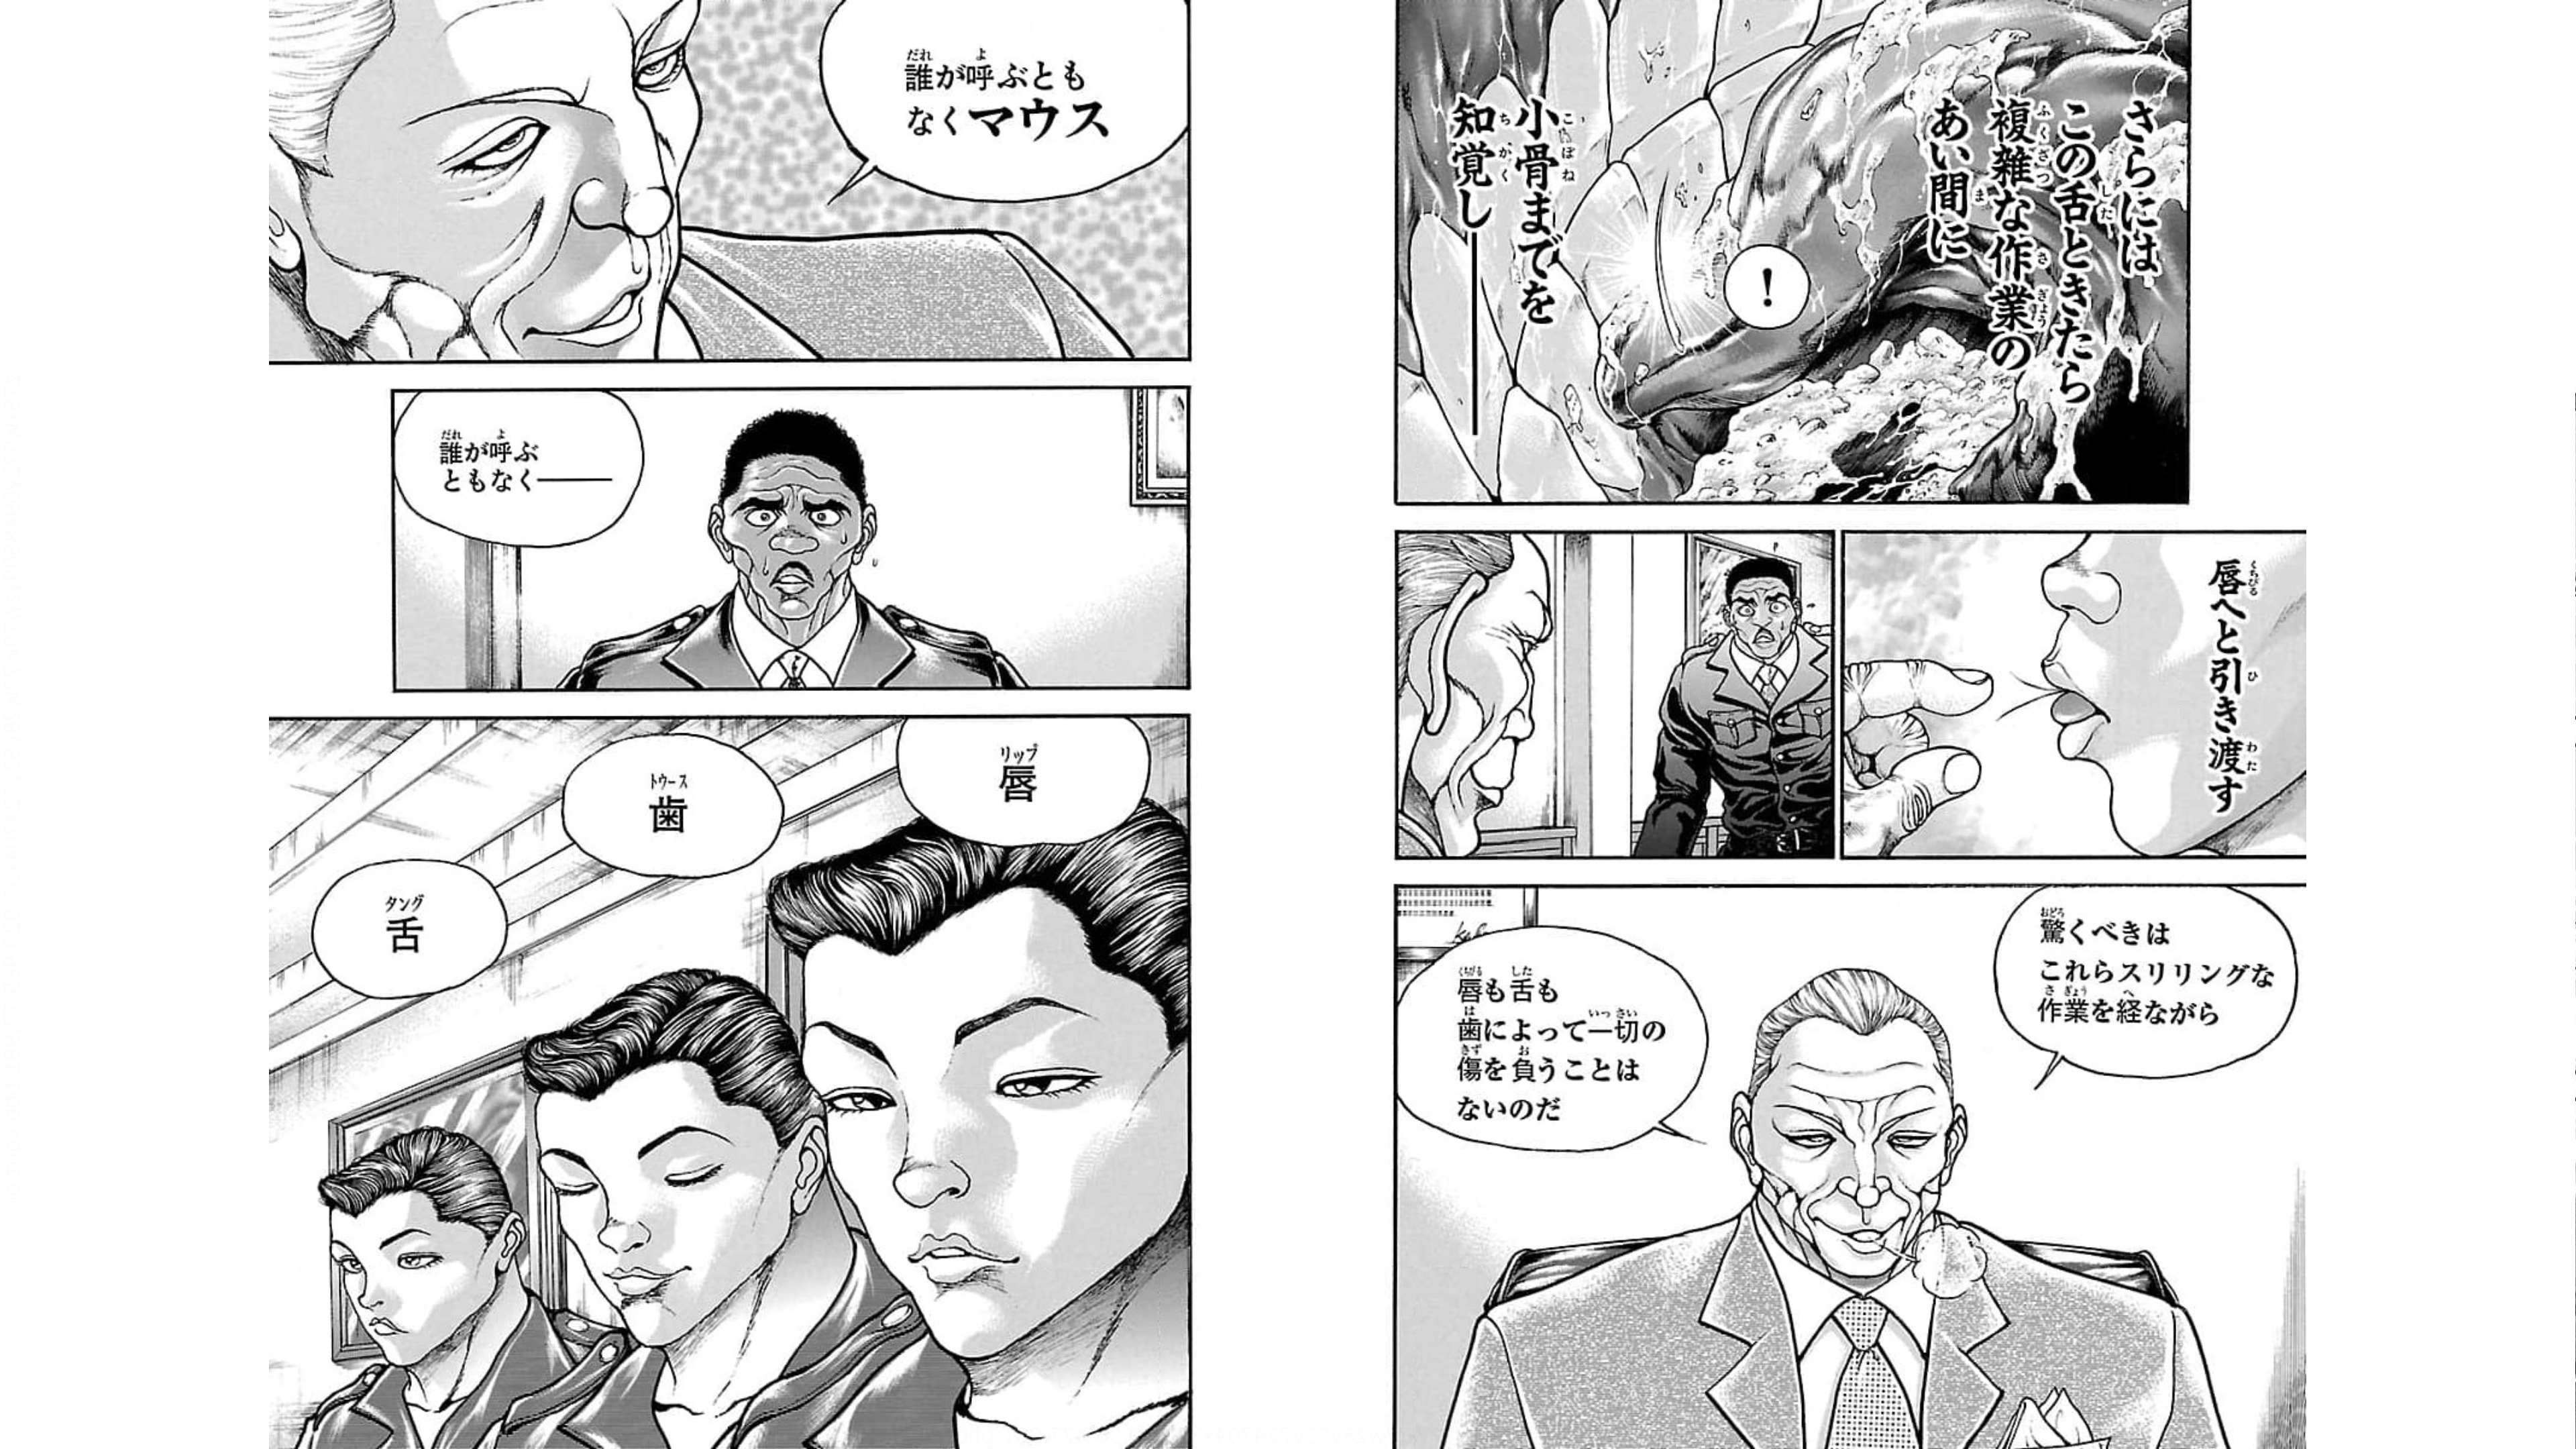 さらには
この舌ときたら
複雑な作業の
あい間に
！
小骨までを
知覚し――
唇へと引き渡す
驚くべきは
これらスリリングな
作業を経ながら
唇も舌も
歯によって一切の
傷を負うことは
ないのだ
誰が呼ぶとも
なくマウス
誰が呼ぶ
ともなく――
唇
歯
舌